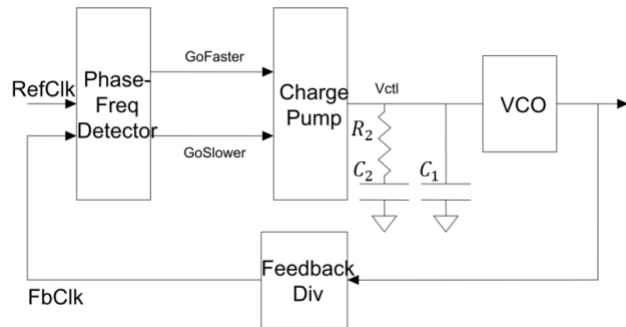 GoFaster
Phase-
Freq
Detector
RefClk
Charge
Pump
Vctl
VCO
R₂
GoSlower
C₂
C₁
Feedback
Div
FbClk